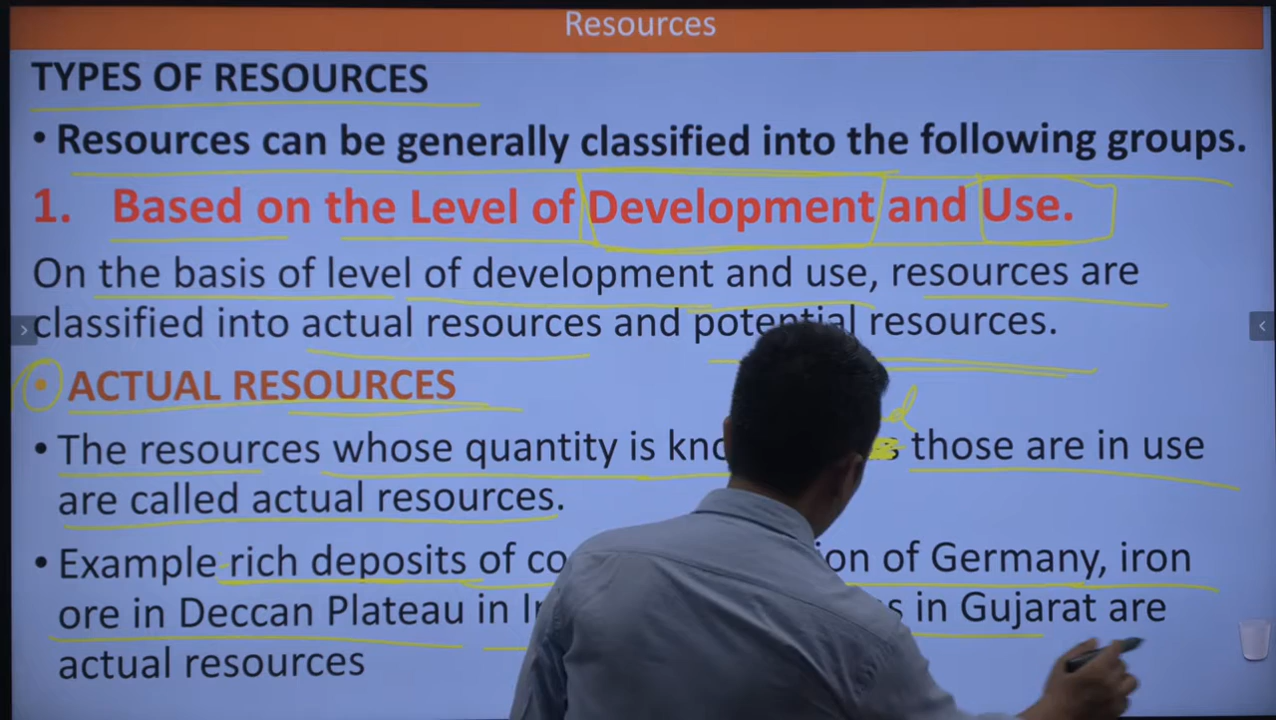 Resources
TYPES OF RESOURCES
• Resources can be generally classified into the following groups.
1. Based on the Level of Development and Use.
On the basis of level of development and use, resources are
classified into actual resources and potential resources.
• ACTUAL RESOURCES
• The resources whose quantity is those are in use
are called actual resources.
• Example rich deposits of of Germany, iron
ore in Deccan Plateau in in Gujarat are
actual resources